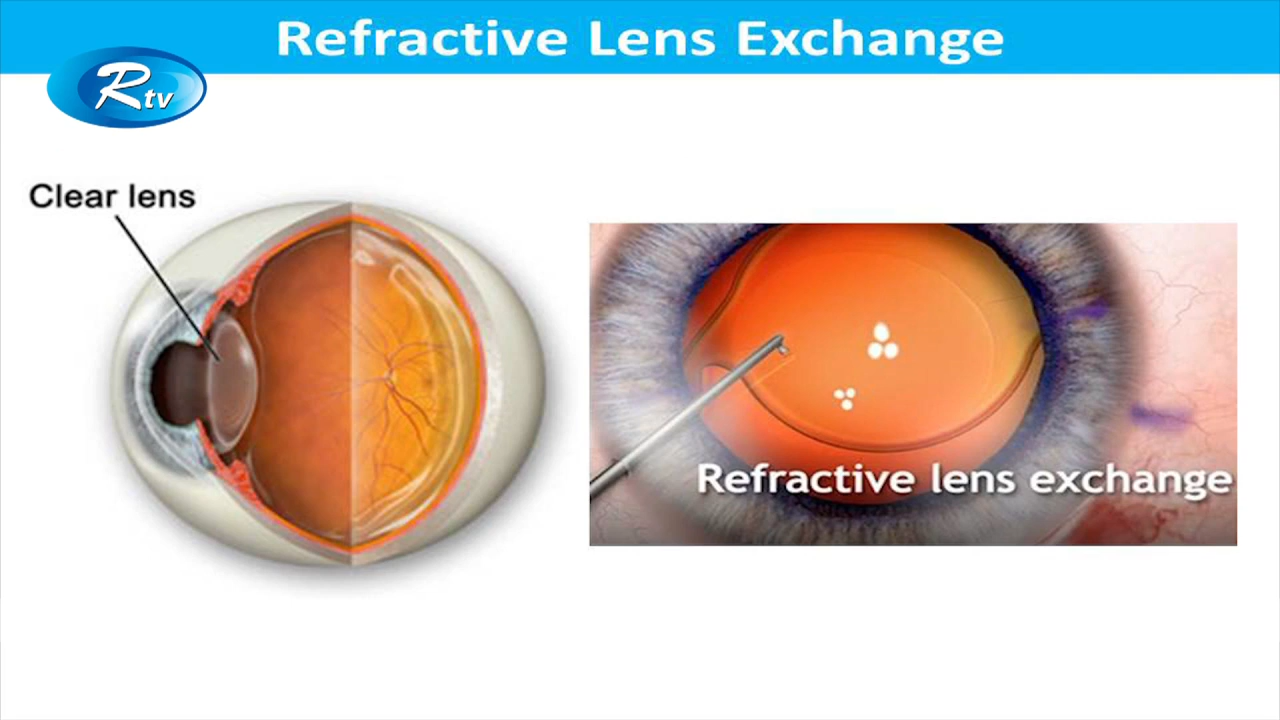 Refractive Lens Exchange
Rtv
Clear lens
Refractive lens exchange